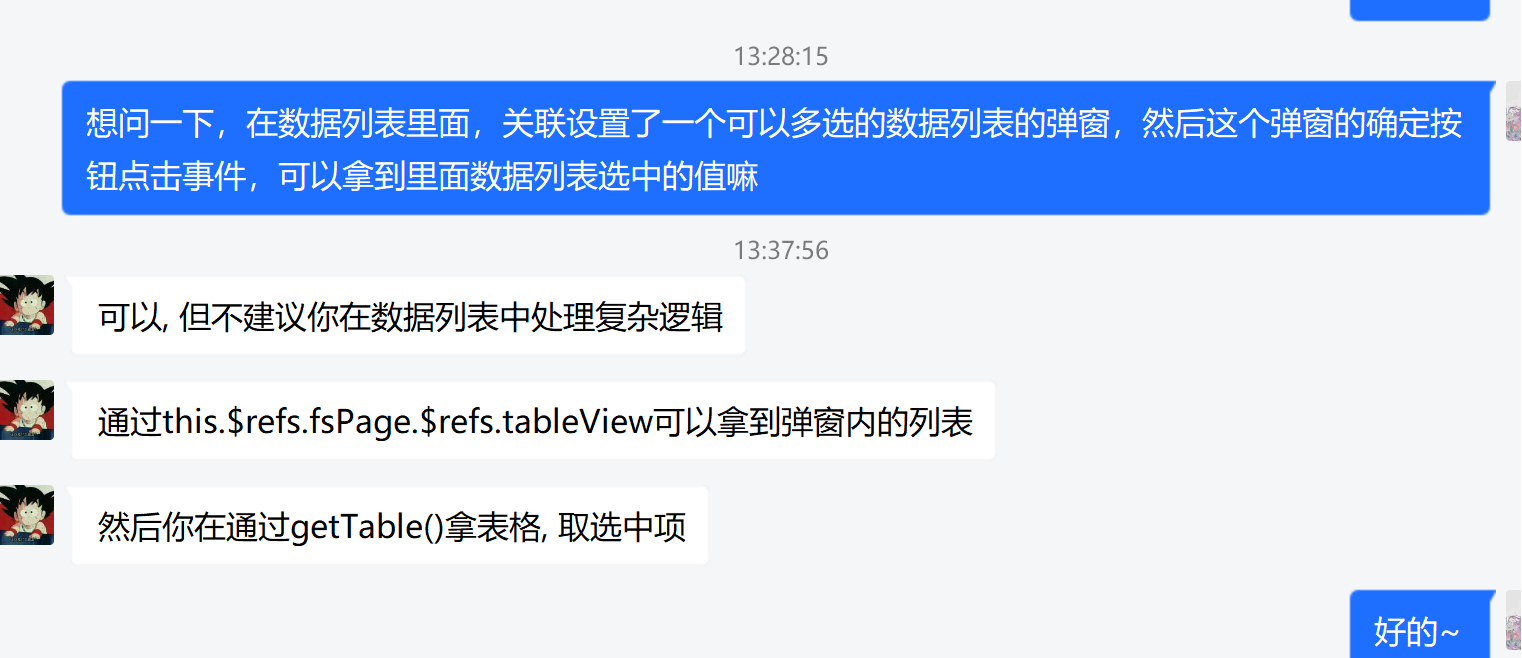 13:28:15
想问一下，在数据列表里面，关联设置了一个可以多选的数据列表的弹窗，然后这个弹窗的确定按
钮点击事件，可以拿到里面数据列表选中的值嘛
13:37:56
可以, 但不建议你在数据列表中处理复杂逻辑
通过this.$refs.fsPage.$refs.tableView可以拿到弹窗内的列表
然后你在通过getTable()拿表格, 取选中项
好的~